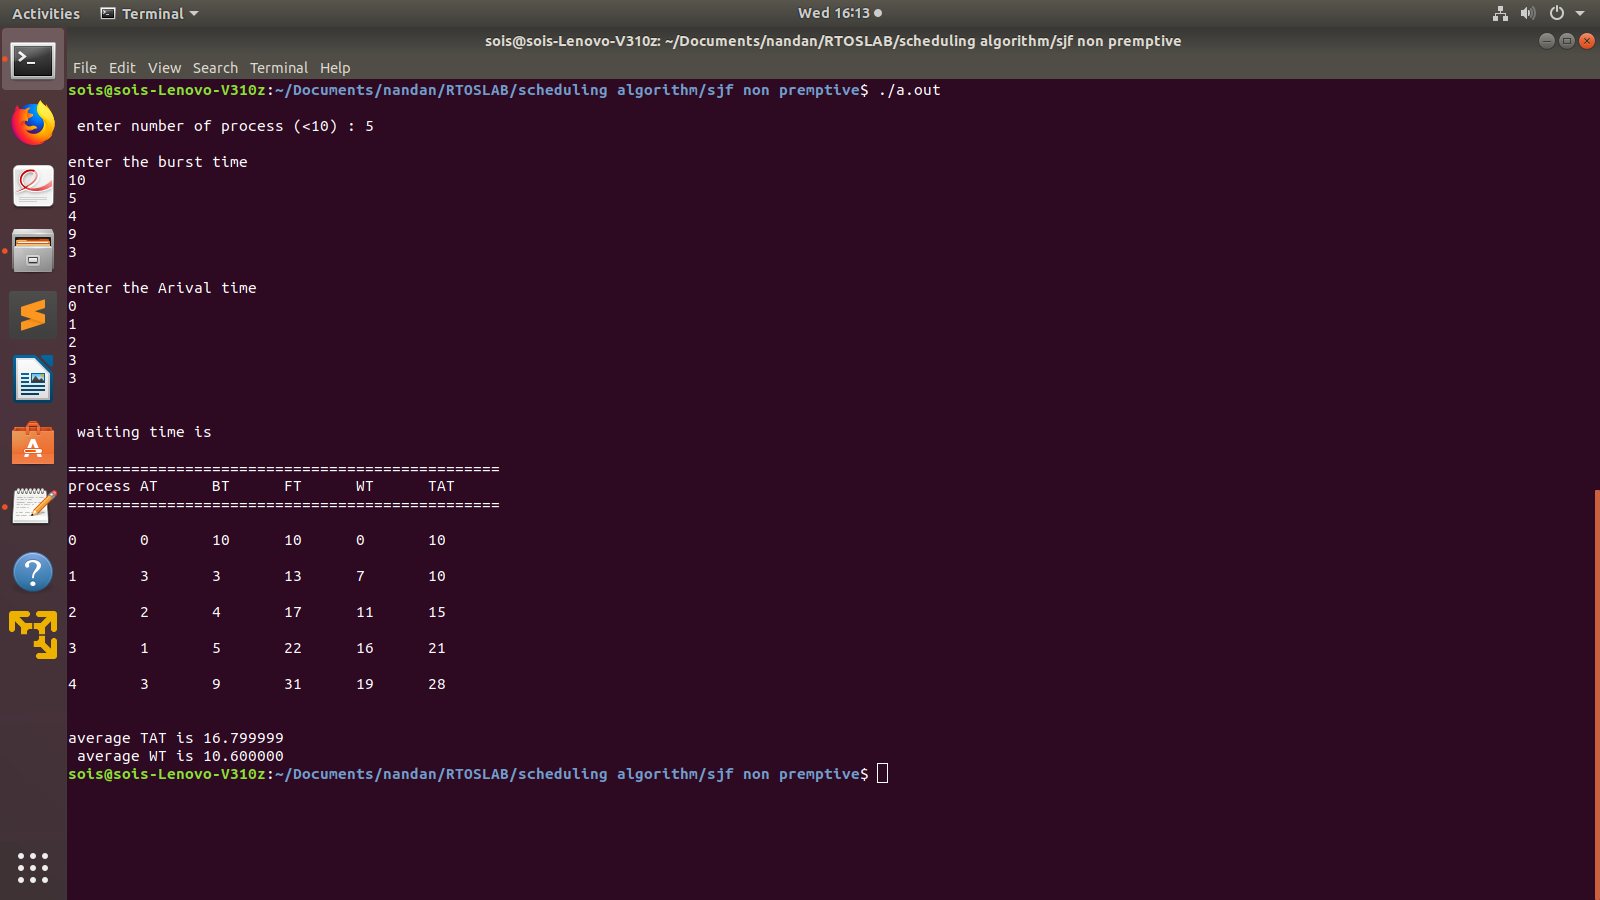 Activities Terminal Wed 16:13
sois@sois-Lenovo-V310z: ~/Documents/nandan/RTOSLAB/scheduling algorithm/sjf non premptive
File Edit View Search Terminal Help
sois@sois-Lenovo-V310z:~/Documents/nandan/RTOSLAB/scheduling algorithm/sjf non premptive$ ./a.out
enter number of process (<10) : 5
enter the burst time
10
5
4
9
3
enter the Arival time
0
1
2
3
3
waiting time is
================================================
process AT BT FT WT TAT
================================================
0 0 10 10 0 10
1 3 3 13 7 10
2 2 4 17 11 15
3 1 5 22 16 21
4 3 9 31 19 28
average TAT is 16.799999
average WT is 10.600000
sois@sois-Lenovo-V310z:~/Documents/nandan/RTOSLAB/scheduling algorithm/sjf non premptive$